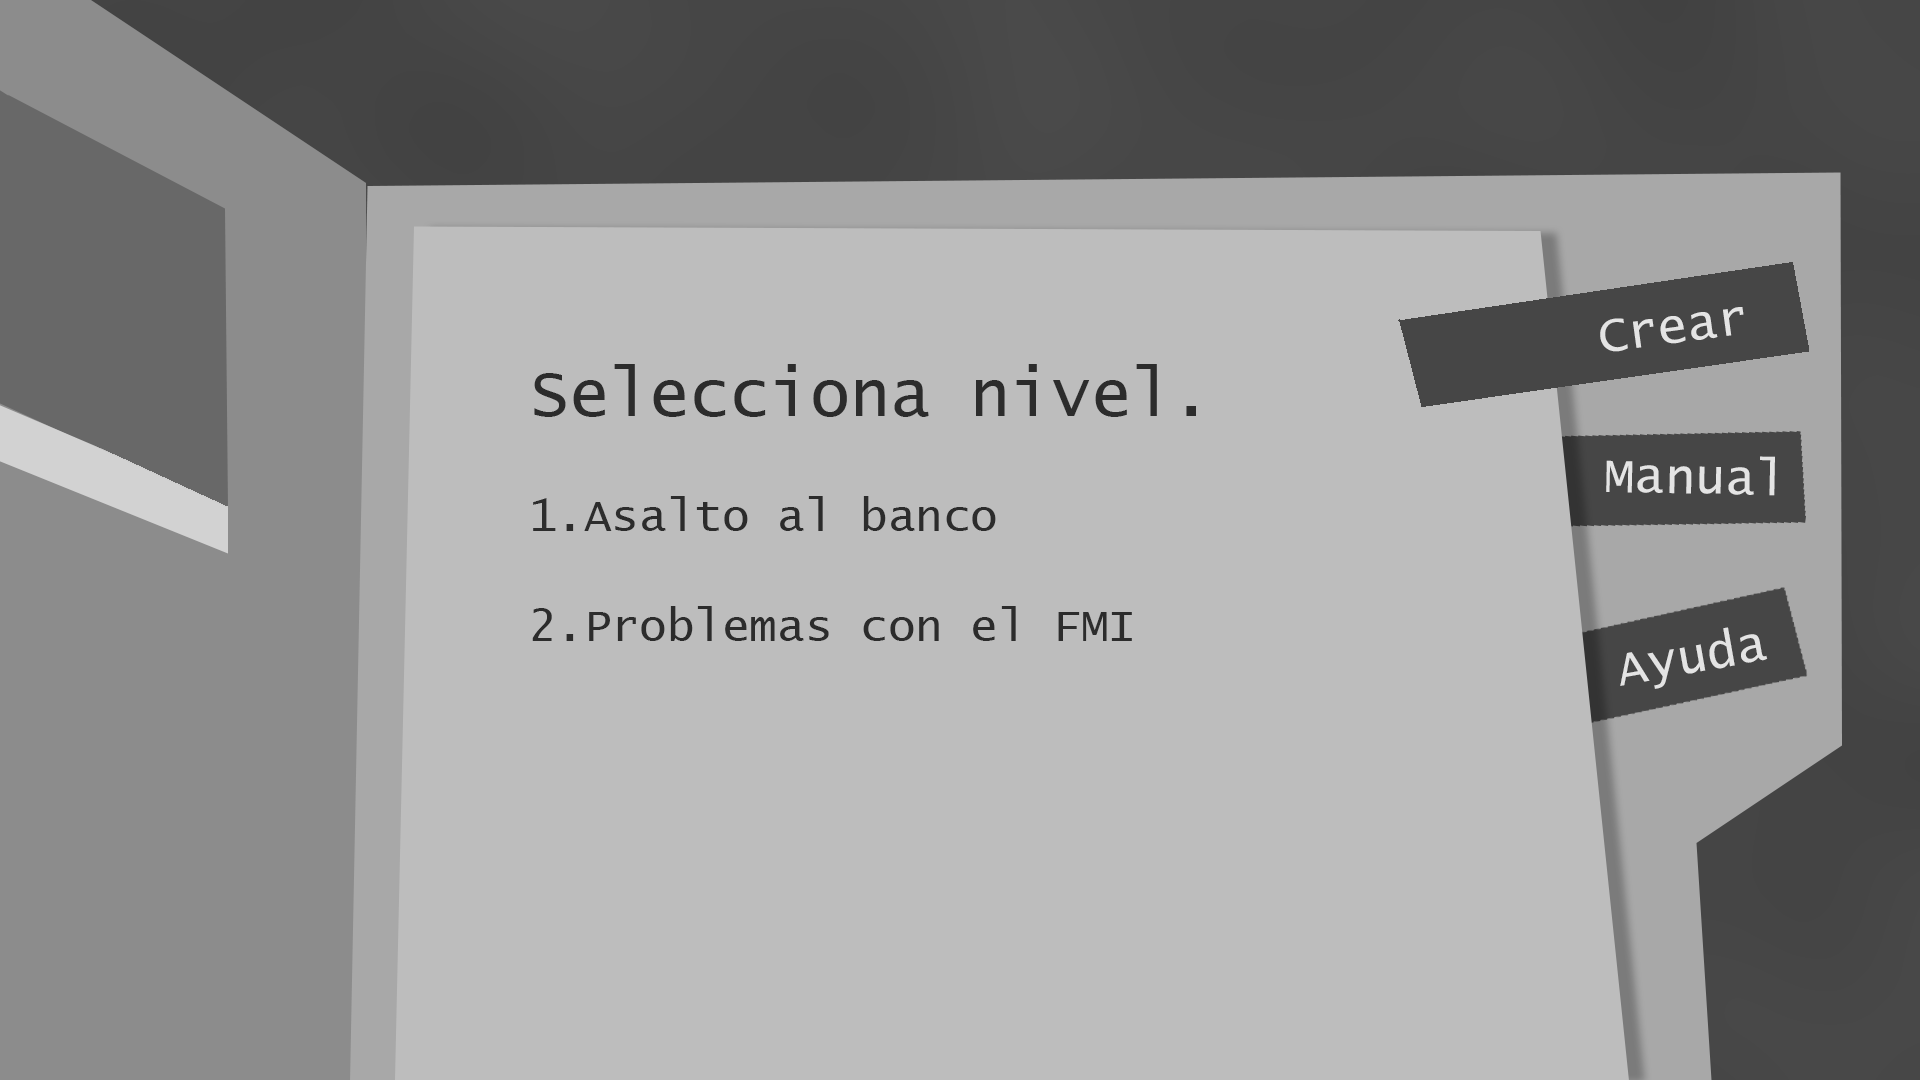 Selecciona nivel.
1.Asalto al banco
2.Problemas con el FMI
Crear
Manual
Ayuda